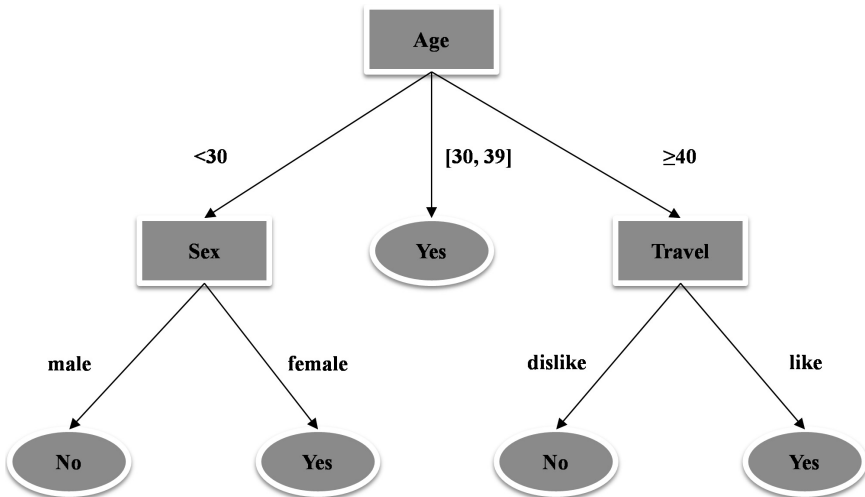 Age
<30
[30, 39]
≥40
Sex
Yes
Travel
male
female
dislike
like
No
Yes
No
Yes